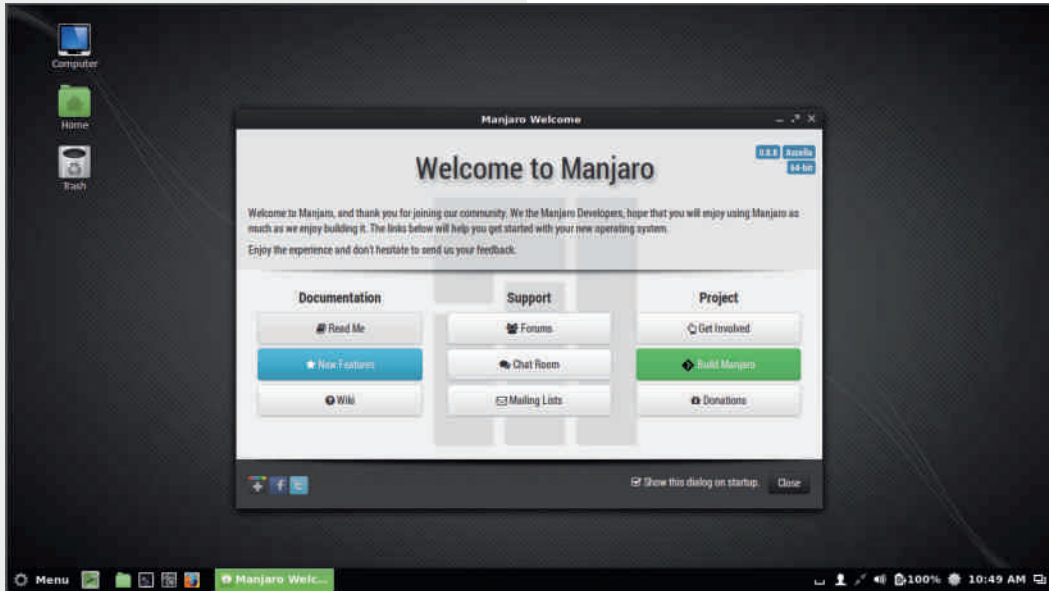 Computer
Home
Trash
Manjaro Welcome
Welcome to Manjaro
0.8.8 Ascella
64-bit
Welcome to Manjaro, and thank you for joining our community. We the Manjaro Developers, hope that you will enjoy using Manjaro as
much as we enjoy building it. The links below will help you get started with your new operating system.
Enjoy the experience and don't hesitate to send us your feedback.
Documentation
Support
Project
Read Me
Forums
Get Involved
New Features
Chat Room
Build Manjaro
Wiki
Mailing Lists
Donations
Show this dialog on startup.
Close
Menu
Manjaro Welc...
100%
10:49 AM